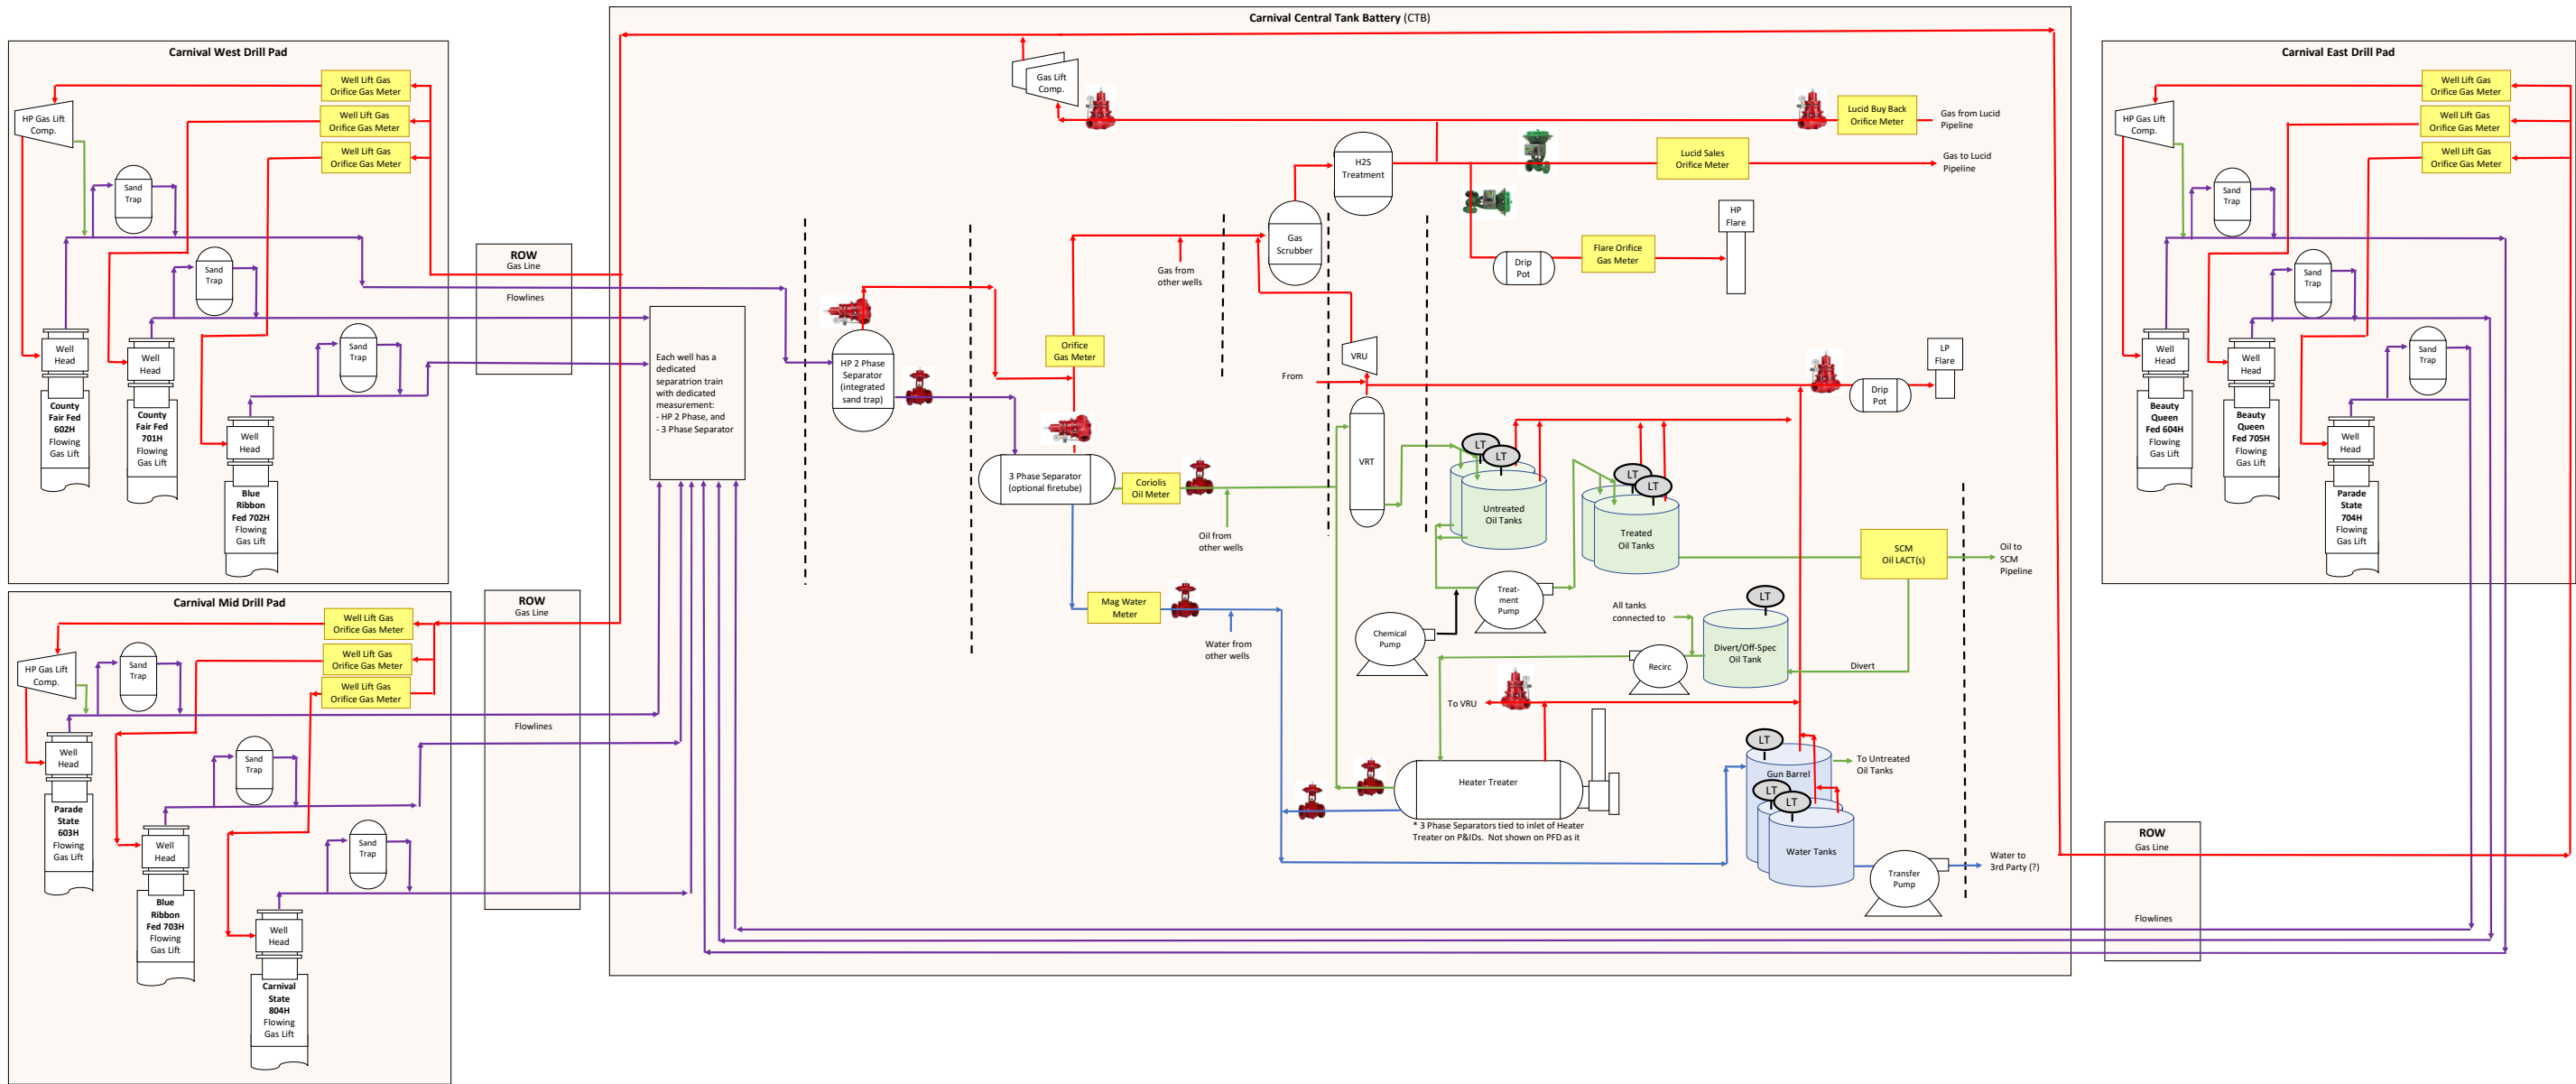 Carnival Central Tank Battery (CTB)
Carnival West Drill Pad
Well Lift Gas
Orifice Gas Meter
Well Lift Gas
Orifice Gas Meter
Well Lift Gas
Orifice Gas Meter
HP Gas Lift
Comp.
Sand
Trap
Sand
Trap
Sand
Trap
Well
Head
Well
Head
Well
Head
County
Fair Fed
602H
Flowing
Gas Lift
County
Fair Fed
701H
Flowing
Gas Lift
Blue
Ribbon
Fed 702H
Flowing
Gas Lift
ROW
Gas Line
Flowlines
Carnival Mid Drill Pad
Well Lift Gas
Orifice Gas Meter
Well Lift Gas
Orifice Gas Meter
Well Lift Gas
Orifice Gas Meter
HP Gas Lift
Comp.
Sand
Trap
Sand
Trap
Sand
Trap
Well
Head
Well
Head
Well
Head
Parade
State
603H
Flowing
Gas Lift
Blue
Ribbon
Fed 703H
Flowing
Gas Lift
Carnival
State
804H
Flowing
Gas Lift
ROW
Gas Line
Flowlines
Each well has a
dedicated
separatrion train
with dedicated
measurement:
- HP 2 Phase, and
- 3 Phase Separator
Gas Lift
Comp.
Lucid Buy Back
Orifice Meter
Gas from Lucid
Pipeline
H2S
Treatment
Lucid Sales
Orifice Meter
Gas to Lucid
Pipeline
Gas
Scrubber
HP
Flare
Flare Orifice
Gas Meter
Drip
Pot
Gas from
other wells
HP 2 Phase
Separator
(integrated
sand trap)
Orifice
Gas Meter
VRU
From
LP
Flare
Drip
Pot
VRT
3 Phase Separator
(optional firetube)
Coriolis
Oil Meter
Oil from
other wells
LT
LT
Untreated
Oil Tanks
LT
LT
Treated
Oil Tanks
SCM
Oil LACT(s)
Oil to
SCM
Pipeline
Treat-
ment
Pump
Chemical
Pump
Mag Water
Meter
Water from
other wells
All tanks
connected to
LT
Divert/Off-Spec
Oil Tank
Divert
Recirc
To VRU
Heater Treater
* 3 Phase Separators tied to inlet of Heater
Treater on P&IDs. Not shown on PFD as it
LT
Gun Barrel
To Untreated
Oil Tanks
LT
LT
Water Tanks
Transfer
Pump
Water to
3rd Party (?)
Carnival East Drill Pad
Well Lift Gas
Orifice Gas Meter
Well Lift Gas
Orifice Gas Meter
Well Lift Gas
Orifice Gas Meter
HP Gas Lift
Comp.
Sand
Trap
Sand
Trap
Sand
Trap
Well
Head
Well
Head
Well
Head
Beauty
Queen
Fed 604H
Flowing
Gas Lift
Beauty
Queen
Fed 705H
Flowing
Gas Lift
Parade
State
704H
Flowing
Gas Lift
ROW
Gas Line
Flowlines